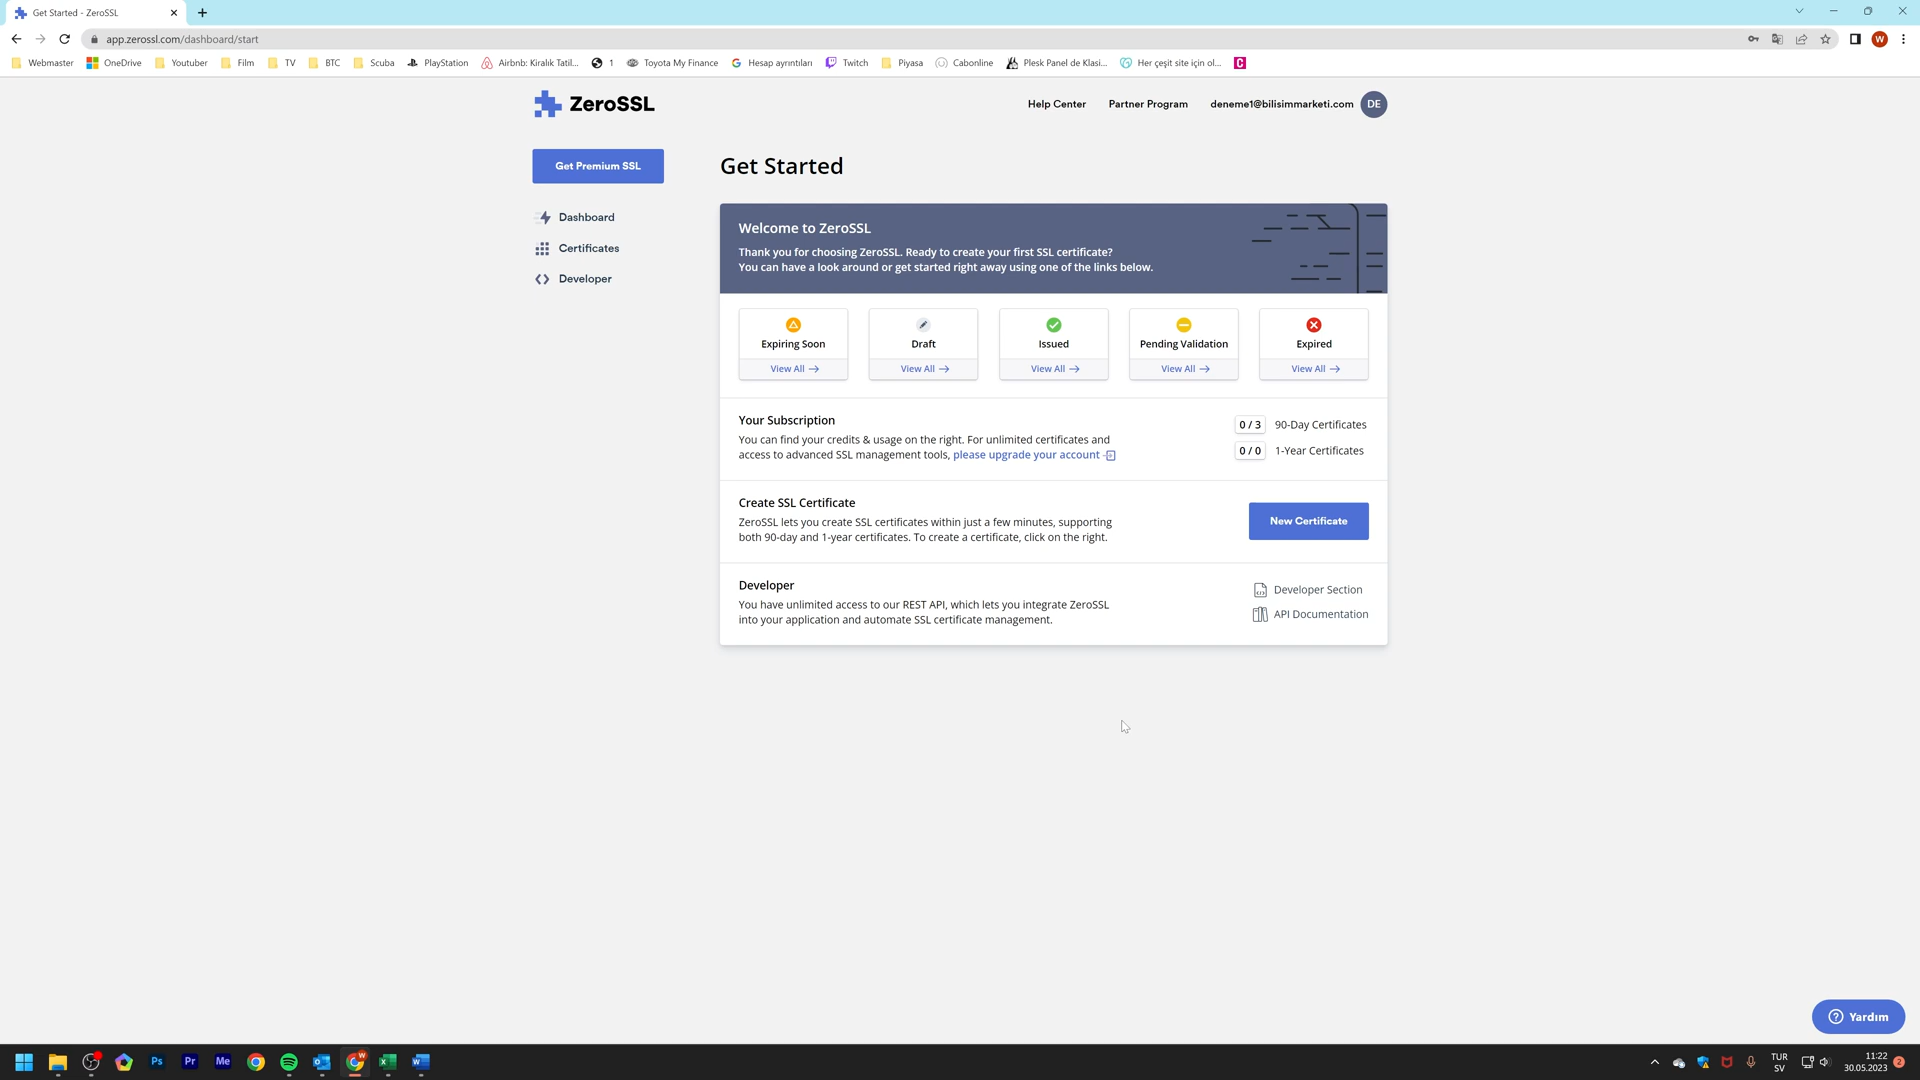 Get Started - ZeroSSL
app.zerossl.com/dashboard/start
W
Webmaster
OneDrive
Youtuber
Film
TV
BTC
Scuba
PlayStation
Airbnb: Kiralık Tatil...
1
Toyota My Finance
Hesap ayrıntıları
Twitch
Piyasa
Cabonline
Plesk Panel de Klasi...
Her çeşit site için ol...
ZeroSSL
Help Center
Partner Program
deneme1@bilisimmarketi.com
DE
Get Premium SSL
Dashboard
Certificates
Developer
Get Started
Welcome to ZeroSSL
Thank you for choosing ZeroSSL. Ready to create your first SSL certificate?
You can have a look around or get started right away using one of the links below.
Expiring Soon
View All
Draft
View All
Issued
View All
Pending Validation
View All
Expired
View All
Your Subscription
You can find your credits & usage on the right. For unlimited certificates and
access to advanced SSL management tools, please upgrade your account
0 / 3 90-Day Certificates
0 / 0 1-Year Certificates
Create SSL Certificate
ZeroSSL lets you create SSL certificates within just a few minutes, supporting
both 90-day and 1-year certificates. To create a certificate, click on the right.
New Certificate
Developer
You have unlimited access to our REST API, which lets you integrate ZeroSSL
into your application and automate SSL certificate management.
Developer Section
API Documentation
Yardım
Ps
Pr
Me
TUR
SV
11:22
30.05.2023
2